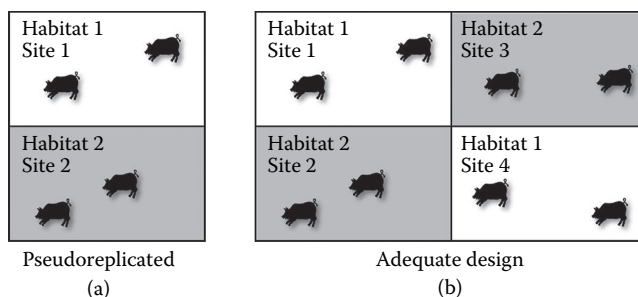 Habitat 1
Site 1
Habitat 2
Site 2
Pseudoreplicated
(a)
Habitat 1
Site 1
Habitat 2
Site 3
Habitat 2
Site 2
Habitat 1
Site 4
Adequate design
(b)